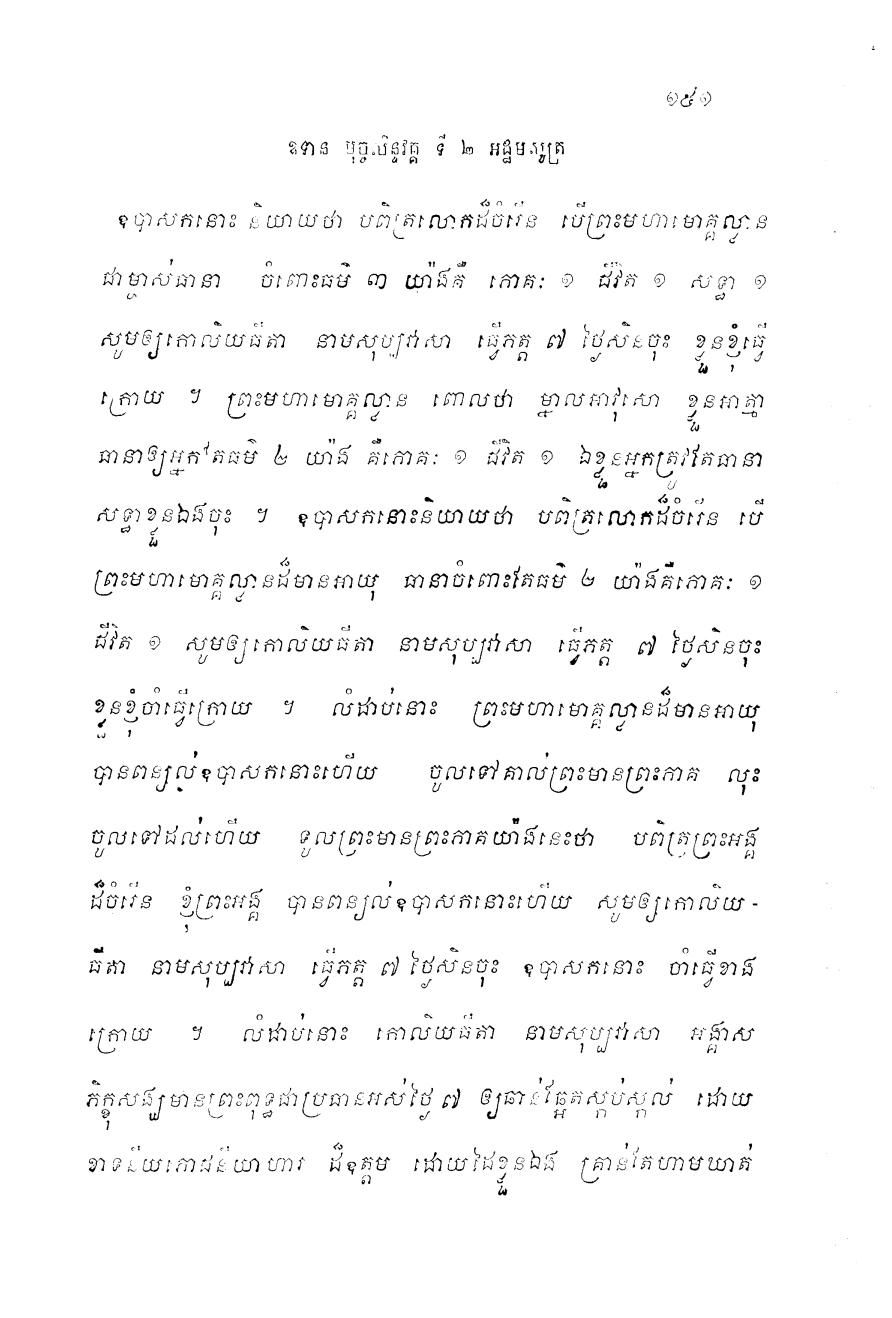 ១៥១
ឧទាន មុច្ចលិន្ទវគ្គ ទី ២ អដ្ឋមសូត្រ
ឧបាសកនោះ និយាយថា បពិត្រលោកដ៏ចំរើន បើព្រះមហាមោគ្គល្លាន
ជាម្ចាស់ធានា ចំពោះធម៌ ៣ យ៉ាងគឺ ភោគៈ ១ ជីវិត ១ សទ្ធា ១
សូមឲ្យកោលិយធីតា នាមសុប្បវាសា ធ្វើភត្ត ៧ ថ្ងៃសិនចុះ ខ្លួនខ្ញុំធ្វើ
ក្រោយ ។ ព្រះមហាមោគ្គល្លាន ពោលថា ម្នាលអាវុសោ ខ្លួនអាត្មា
ធានាឲ្យអ្នកតែធម៌ ២ យ៉ាង គឺភោគៈ ១ ជីវិត ១ ឯខ្លួនអ្នកត្រូវតែធានា
សទ្ធាខ្លួនឯងចុះ ។ ឧបាសកនោះនិយាយថា បពិត្រលោកដ៏ចំរើន បើ
ព្រះមហាមោគ្គល្លានដ៏មានអាយុ ធានាចំពោះតែធម៌ ២ យ៉ាងគឺភោគៈ ១
ជីវិត ១ សូមឲ្យកោលិយធីតា នាមសុប្បវាសា ធ្វើភត្ត ៧ ថ្ងៃសិនចុះ
ខ្លួនខ្ញុំចាំធ្វើក្រោយ ។ លំដាប់នោះ ព្រះមហាមោគ្គល្លានដ៏មានអាយុ
បានពន្យល់ឧបាសកនោះហើយ ចូលទៅគាល់ព្រះមានព្រះភាគ លុះ
ចូលទៅដល់ហើយ ទូលព្រះមានព្រះភាគយ៉ាងនេះថា បពិត្រព្រះអង្គ
ដ៏ចំរើន ខ្ញុំព្រះអង្គ បានពន្យល់ឧបាសកនោះហើយ សូមឲ្យកោលិយ-
ធីតា នាមសុប្បវាសា ធ្វើភត្ត ៧ ថ្ងៃសិនចុះ ឧបាសកនោះ ចាំធ្វើខាង
ក្រោយ ។ លំដាប់នោះ កោលិយធីតា នាមសុប្បវាសា អង្គាស
ភិក្ខុសង្ឃមានព្រះពុទ្ធជាប្រធានអស់ថ្ងៃ ៧ ឲ្យឆាន់ឆ្អែតស្កប់ស្កល់ ដោយ
ខាទនីយភោជនីយាហារ ដ៏ឧត្តម ដោយដៃខ្លួនឯង គ្រាន់តែហាមឃាត់